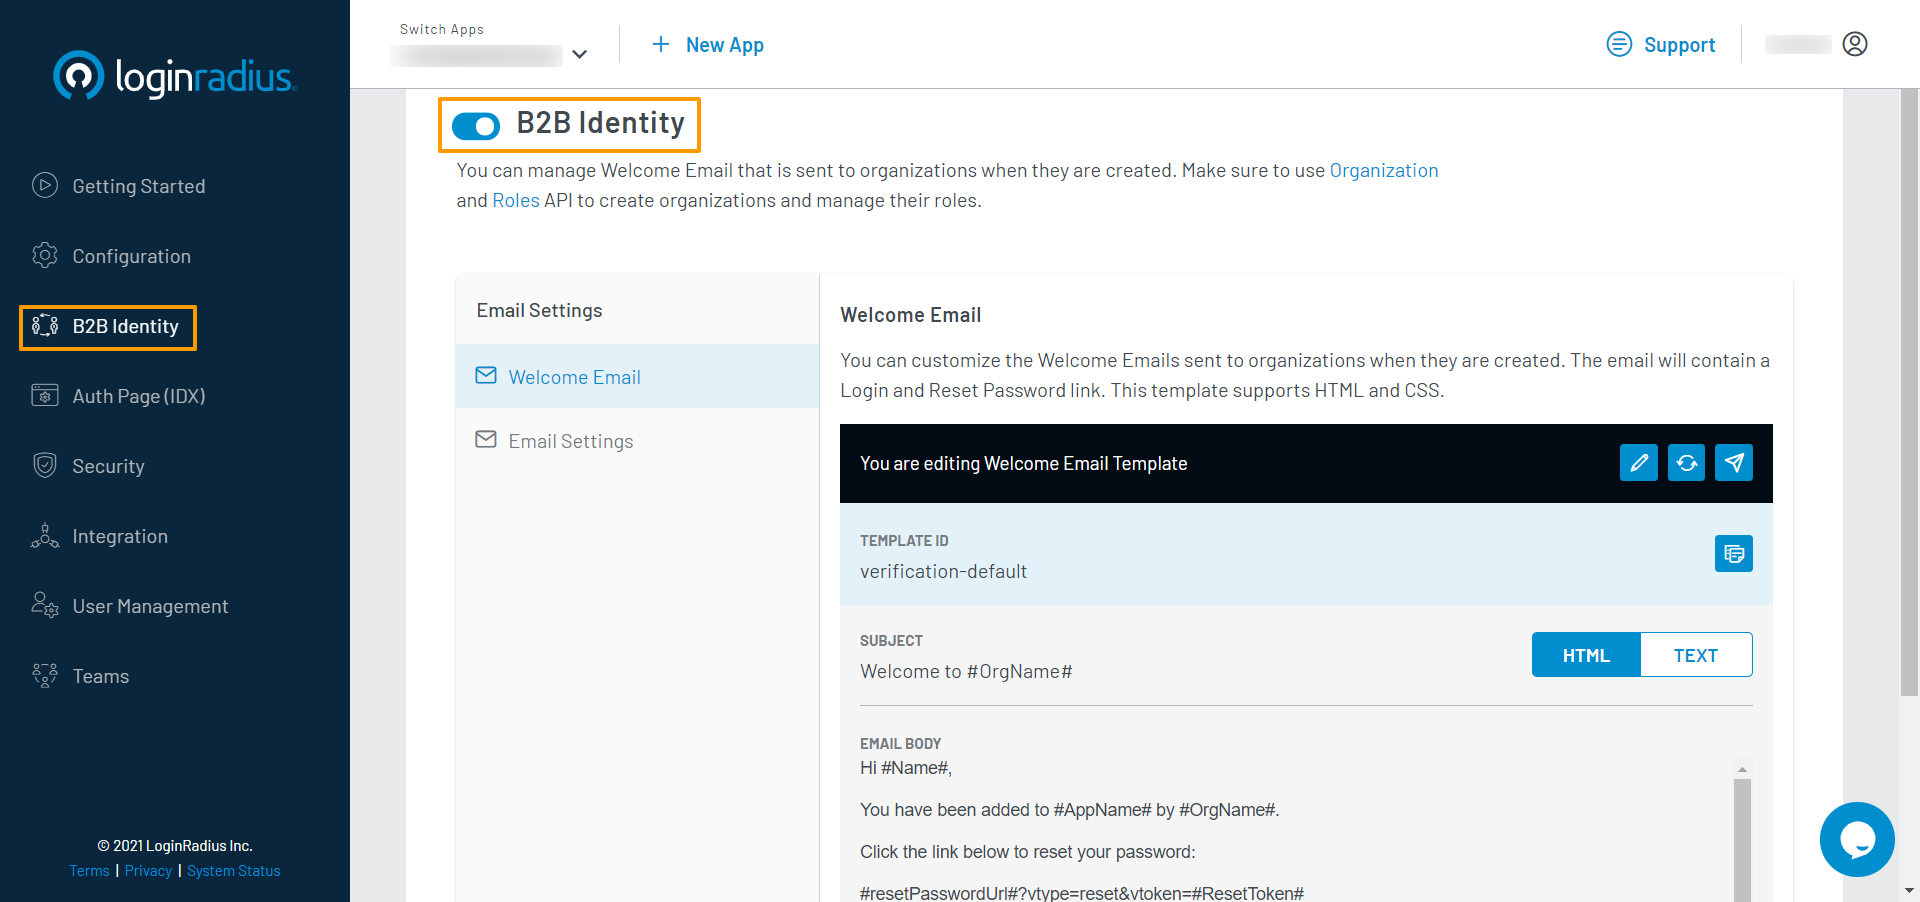 loginradius
Getting Started
Configuration
B2B Identity
Auth Page (IDX)
Security
Integration
User Management
Teams
© 2021 LoginRadius Inc.
Terms | Privacy | System Status
Switch Apps
New App
Support
B2B Identity
You can manage Welcome Email that is sent to organizations when they are created. Make sure to use Organization
and Roles API to create organizations and manage their roles.
Email Settings
Welcome Email
Email Settings
Welcome Email
You can customize the Welcome Emails sent to organizations when they are created. The email will contain a
Login and Reset Password link. This template supports HTML and CSS.
You are editing Welcome Email Template
TEMPLATE ID
verification-default
SUBJECT
Welcome to #OrgName#
HTML
TEXT
EMAIL BODY
Hi #Name#,
You have been added to #AppName# by #OrgName#.
Click the link below to reset your password:
#resetPasswordUrl#?vtype=reset&vtoken=#ResetToken#